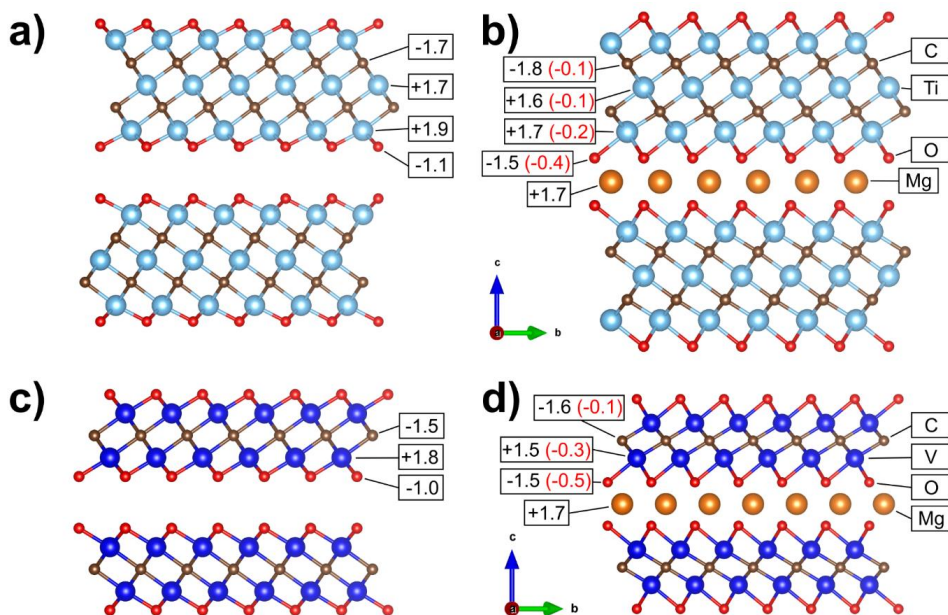 a)
-1.7
+1.7
+1.9
-1.1
b)
-1.8 (-0.1)
+1.6 (-0.1)
+1.7 (-0.2)
-1.5 (-0.4)
+1.7
C
Ti
O
Mg
c
a
b
c)
-1.5
+1.8
-1.0
d)
-1.6 (-0.1)
+1.5 (-0.3)
-1.5 (-0.5)
+1.7
C
V
O
Mg
c
a
b